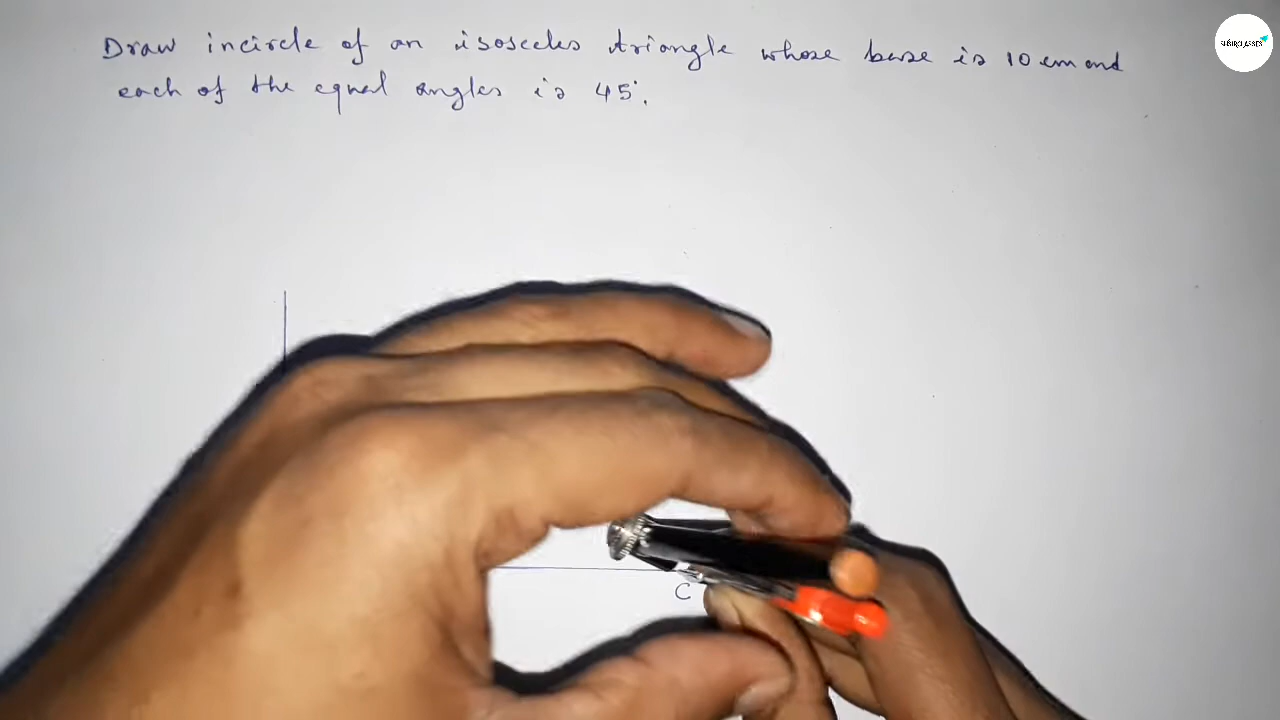 Draw incircle of an isosceles triangle whose base is 10 cm and
each of the equal angles is 45°.
C